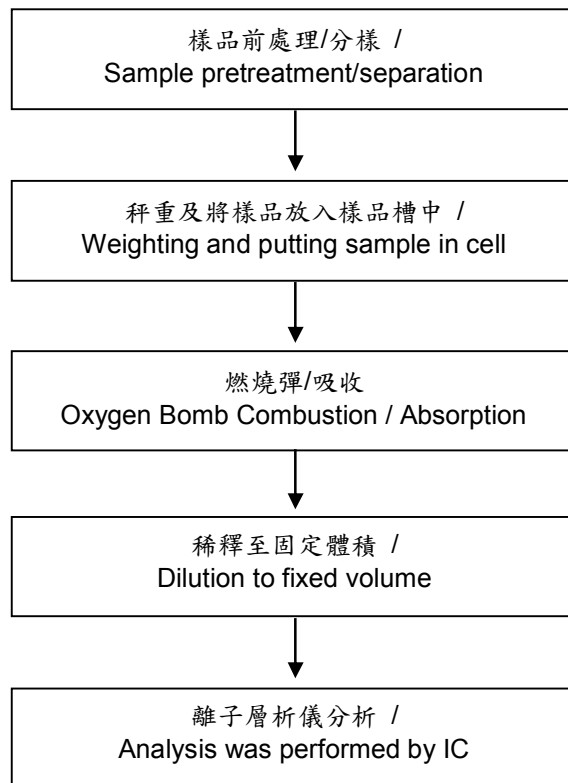 樣品前處理/分樣 /
Sample pretreatment/separation
秤重及將樣品放入樣品槽中 /
Weighting and putting sample in cell
燃燒彈/吸收
Oxygen Bomb Combustion / Absorption
稀釋至固定體積 /
Dilution to fixed volume
離子層析儀分析 /
Analysis was performed by IC